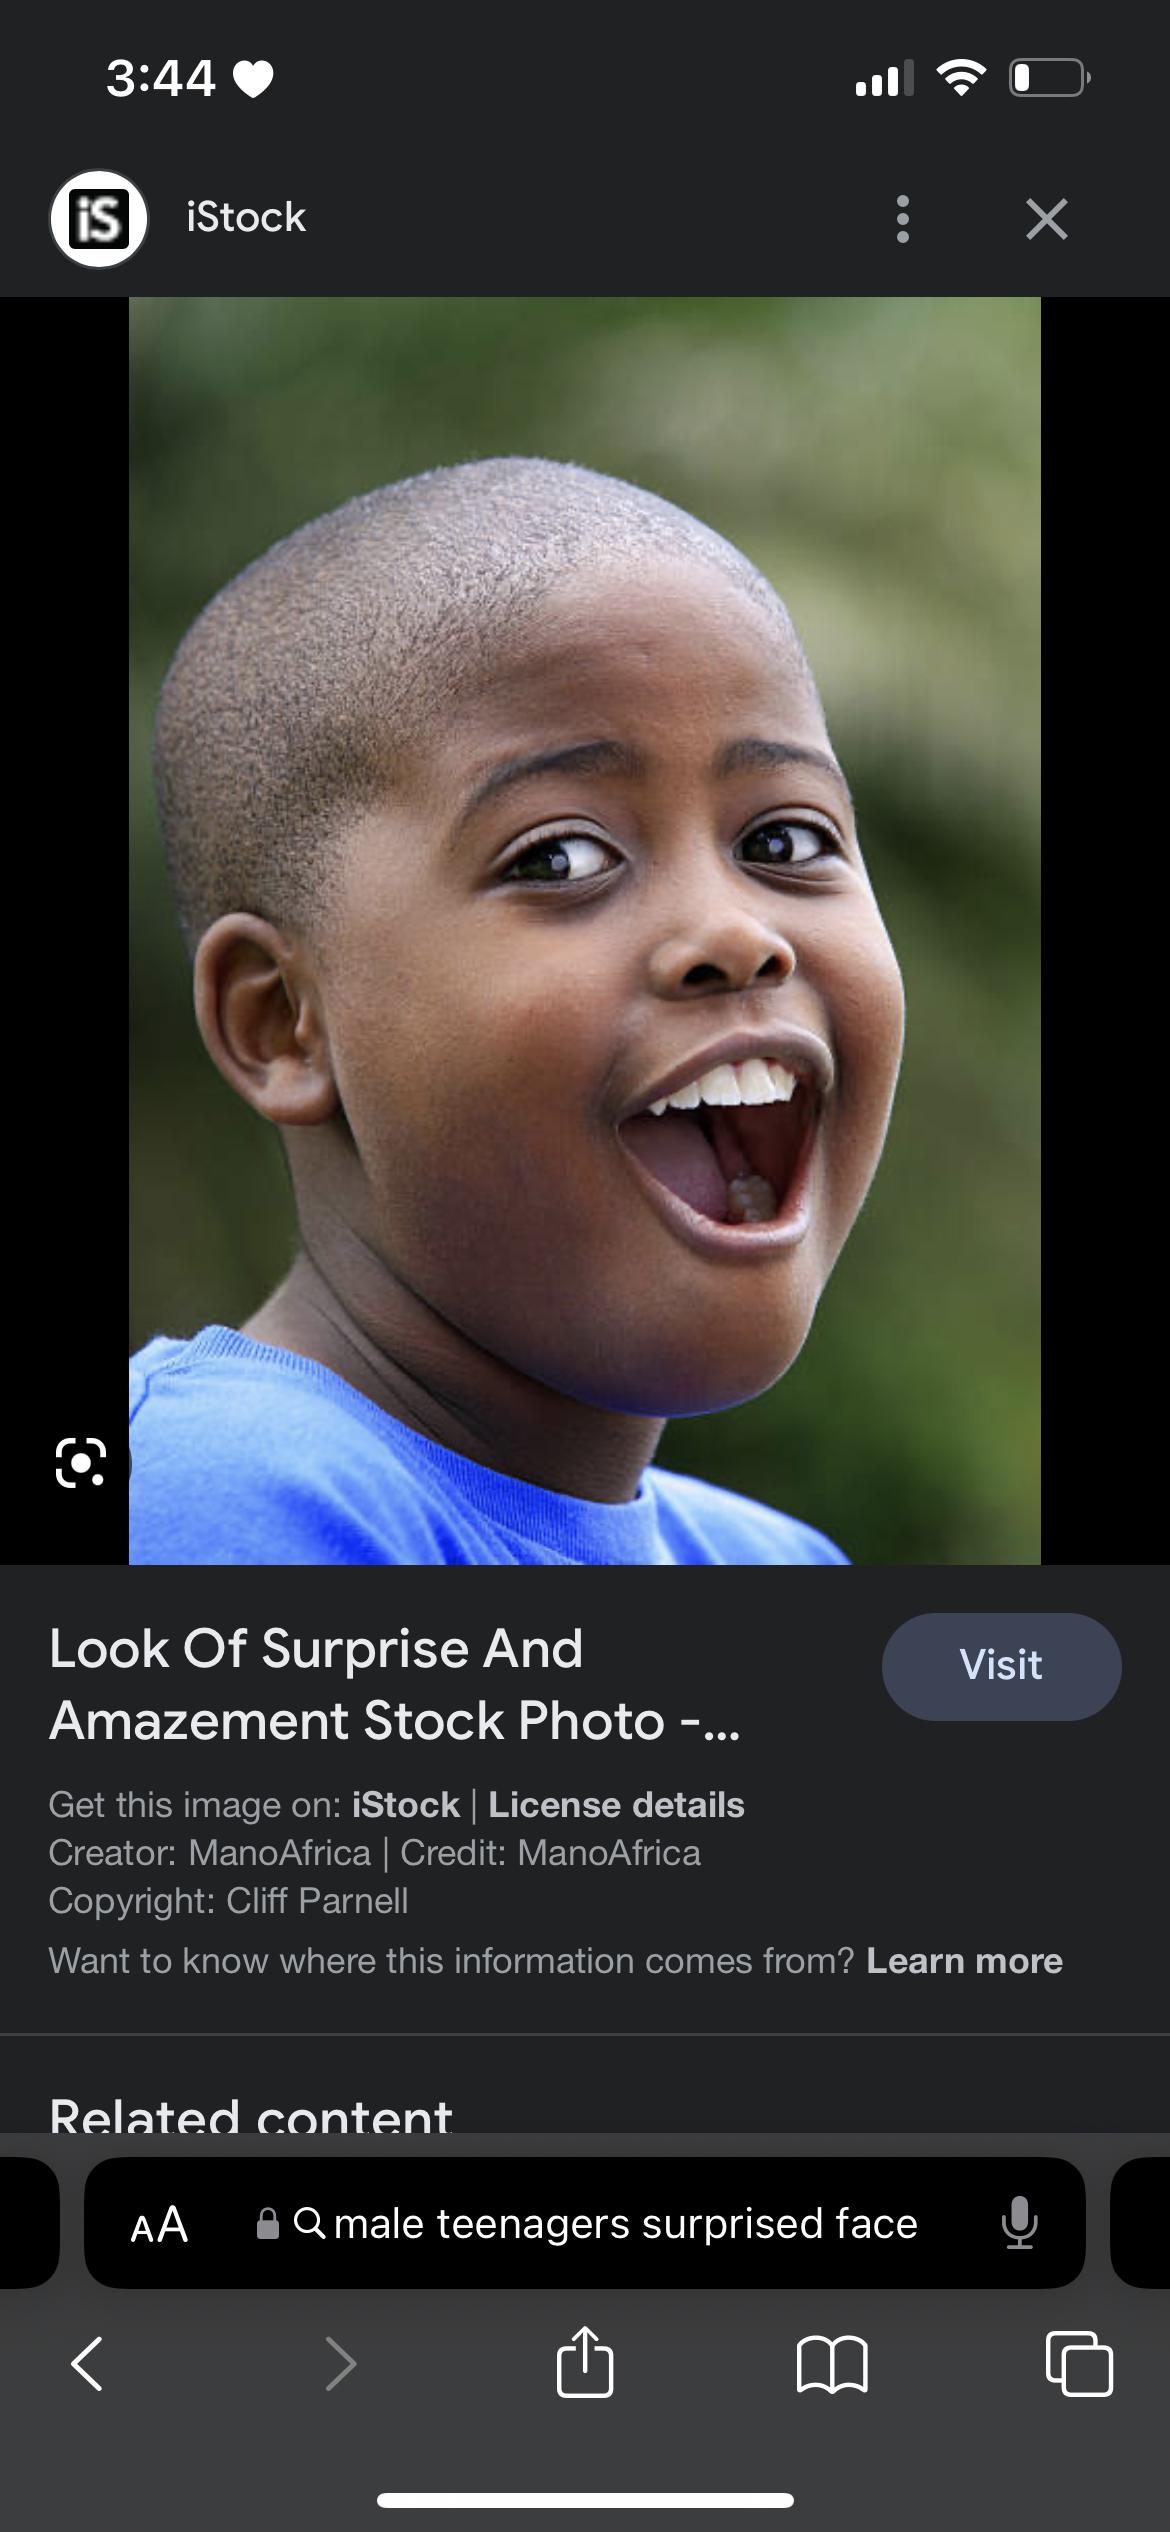 3:44
iS iStock
Look Of Surprise And
Amazement Stock Photo -...
Visit
Get this image on: iStock | License details
Creator: ManoAfrica | Credit: ManoAfrica
Copyright: Cliff Parnell
Want to know where this information comes from? Learn more
Related content
AA male teenagers surprised face